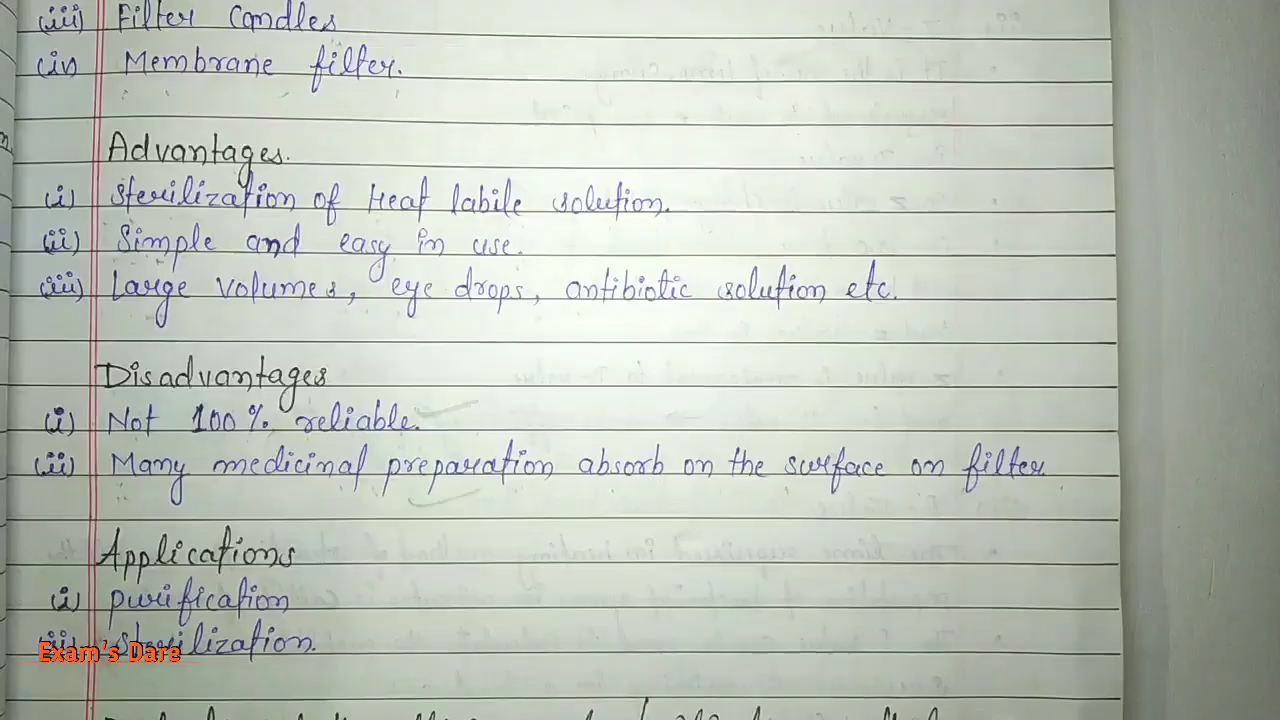 (iii) Filter Candles
(iv) Membrane filter.
Advantages.
(i) Sterilization of Heat labile solution.
(ii) Simple and easy in use.
(iii) Large volumes, eye drops, antibiotic solution etc.
Disadvantages
(i) Not 100% reliable.
(ii) Many medicinal preparation absorb on the surface on filter
Applications
(i) purification
(ii) Sterilization.
Exam's Dare